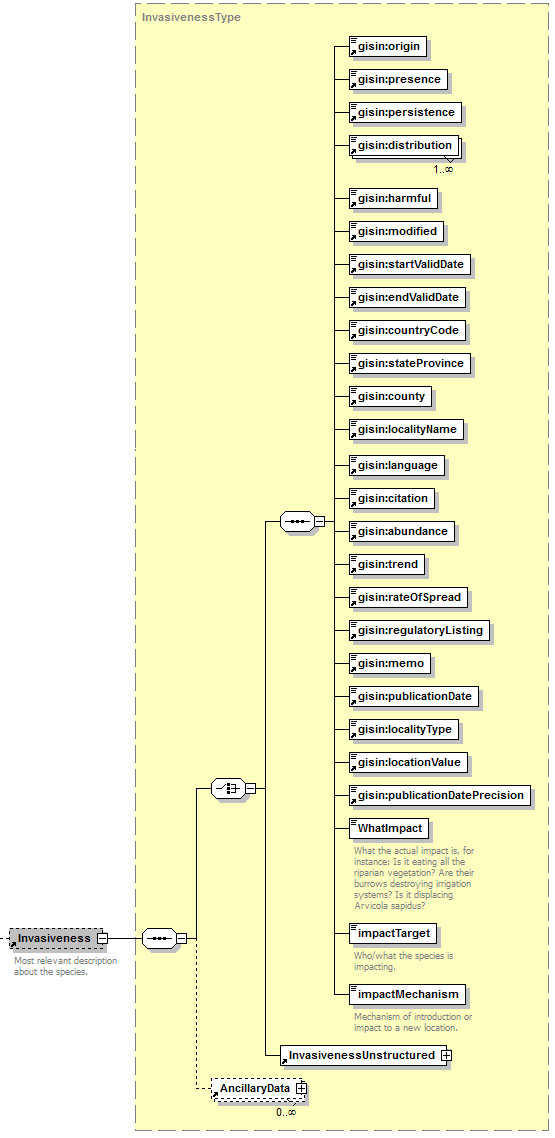 InvasivenessType
gisin:origin
gisin:presence
gisin:persistence
gisin:distribution
1..∞
gisin:harmful
gisin:modified
gisin:startValidDate
gisin:endValidDate
gisin:countryCode
gisin:stateProvince
gisin:county
gisin:localityName
gisin:language
gisin:citation
gisin:abundance
gisin:trend
gisin:rateOfSpread
gisin:regulatoryListing
gisin:memo
gisin:publicationDate
gisin:localityType
gisin:locationValue
gisin:publicationDatePrecision
WhatImpact
What the actual impact is, for
instance: Is it eating all the
riparian vegetation? Are their
burrows destroying irrigation
systems? Is it displacing
Arvicola sapidus?
impactTarget
Who/what the species is
impacting.
impactMechanism
Mechanism of introduction or
impact to a new location.
Invasiveness
Most relevant description
about the species.
InvasivenessUnstructured
AncillaryData
0..∞